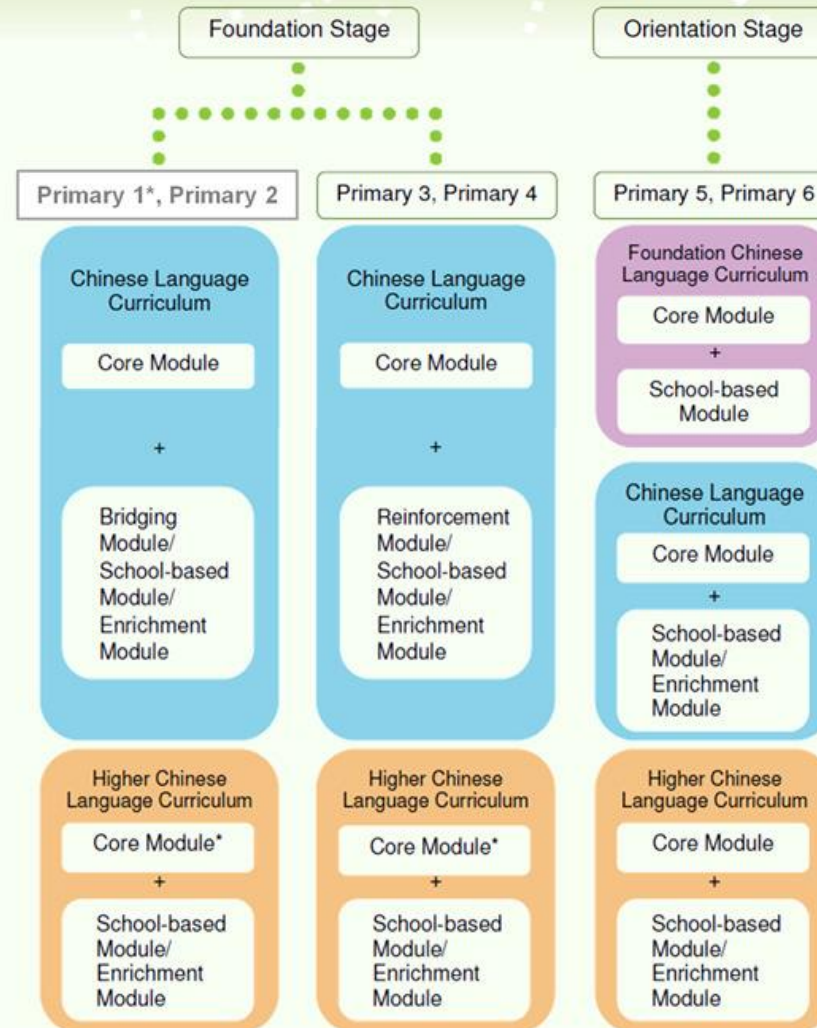 Foundation Stage
Orientation Stage
Primary 1*, Primary 2
Primary 3, Primary 4
Primary 5, Primary 6
Chinese Language
Curriculum
Core Module
+
Bridging
Module/
School-based
Module/
Enrichment
Module
Higher Chinese
Language Curriculum
Core Module*
+
School-based
Module/
Enrichment
Module
Chinese Language
Curriculum
Core Module
+
Reinforcement
Module/
School-based
Module/
Enrichment
Module
Higher Chinese
Language Curriculum
Core Module*
+
School-based
Module/
Enrichment
Module
Foundation Chinese
Language Curriculum
Core Module
+
School-based
Module
Chinese Language
Curriculum
Core Module
+
School-based
Module/
Enrichment
Module
Higher Chinese
Language Curriculum
Core Module
+
School-based
Module/
Enrichment
Module